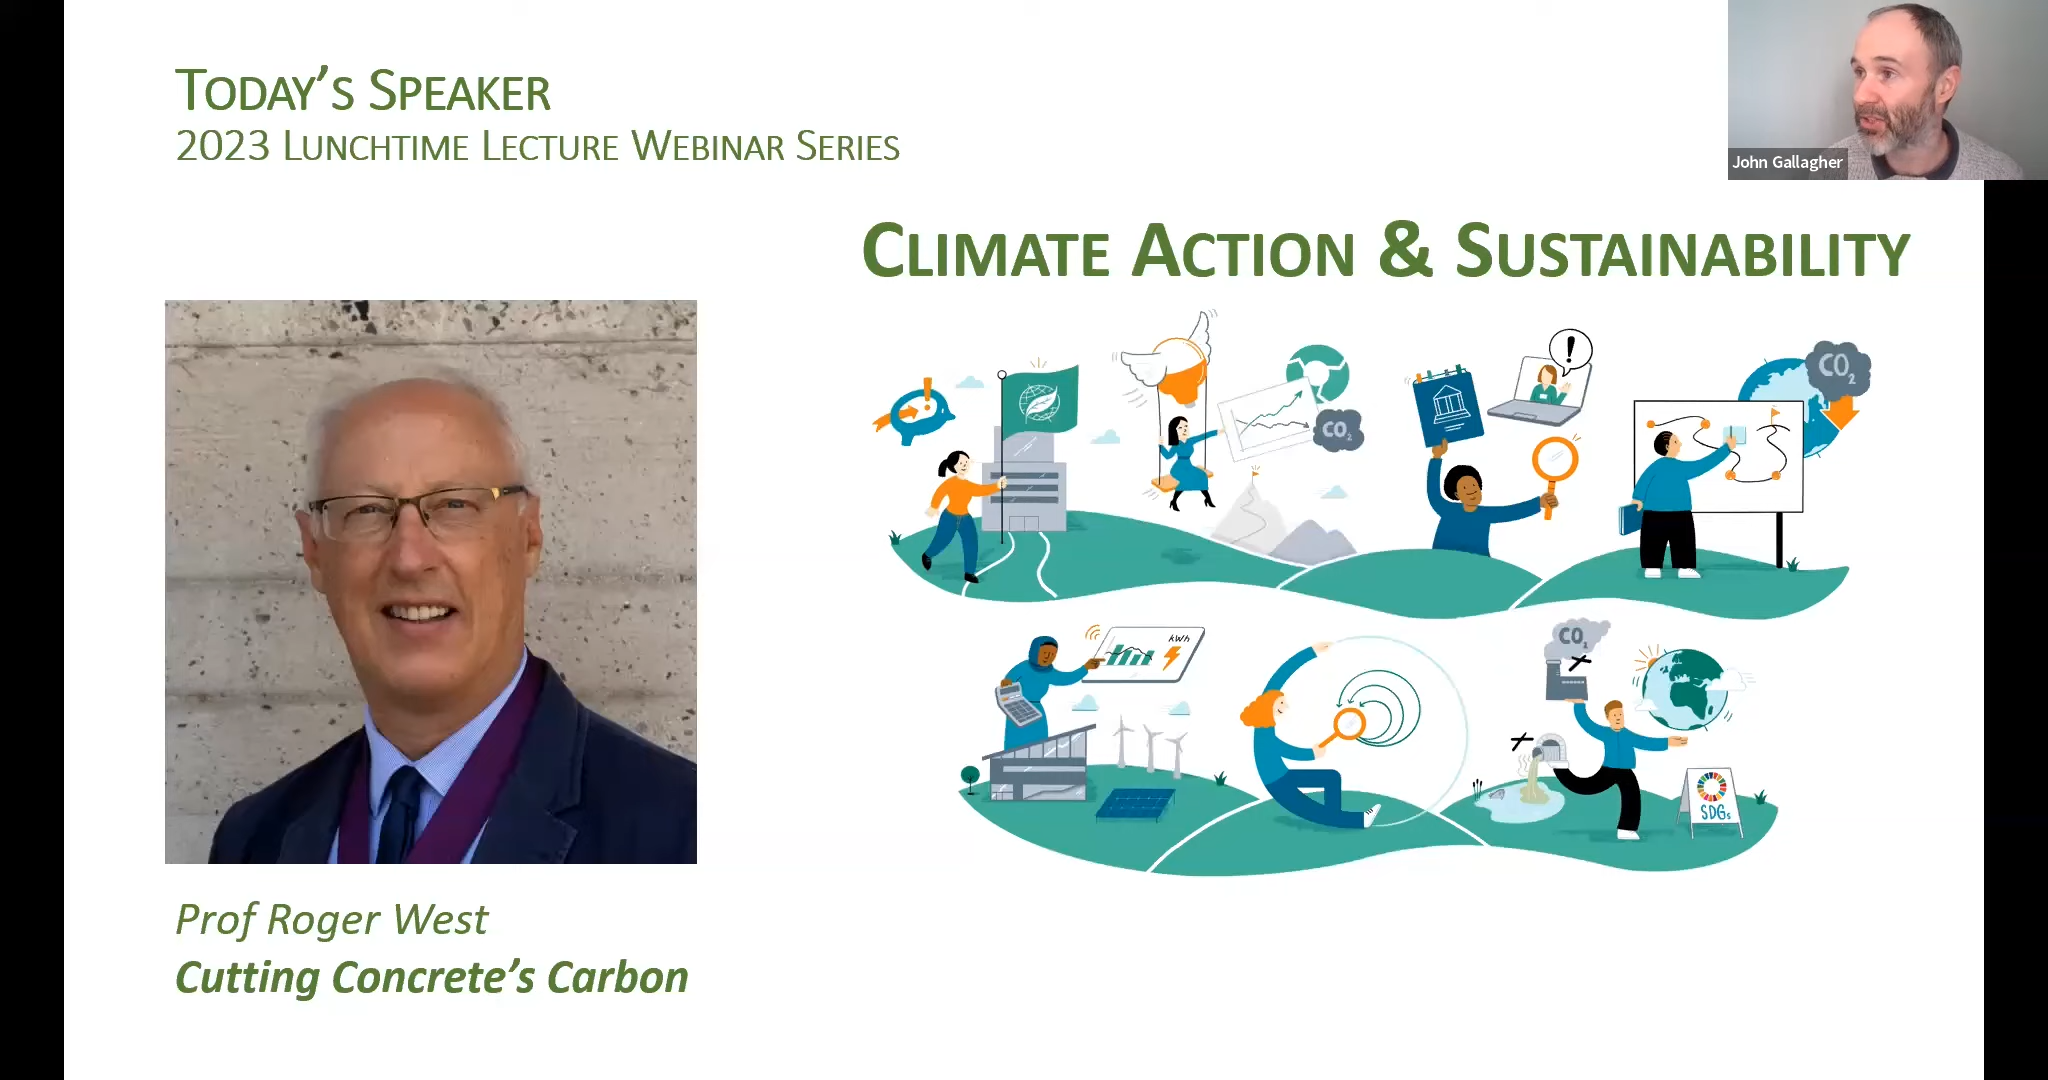 TODAY'S SPEAKER
2023 LUNCHTIME LECTURE WEBINAR SERIES
John Gallagher
CLIMATE ACTION & SUSTAINABILITY
!
CO₂
!
CO₂
kWh
CO₂
SDGs
Prof Roger West
Cutting Concrete's Carbon